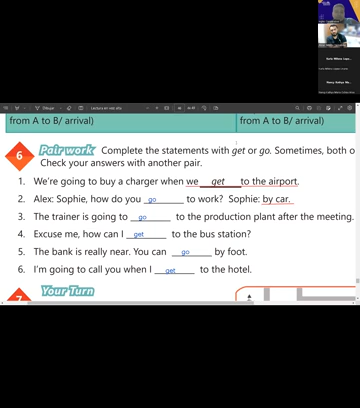 from A to B/ arrival)
from A to B/ arrival)
6 Pair work Complete the statements with get or go. Sometimes, both o
Check your answers with another pair.
1. We're going to buy a charger when we get to the airport.
2. Alex: Sophie, how do you go to work? Sophie: by car.
3. The trainer is going to go to the production plant after the meeting.
4. Excuse me, how can I get to the bus station?
5. The bank is really near. You can go by foot.
6. I'm going to call you when I get to the hotel.
7 Your Turn